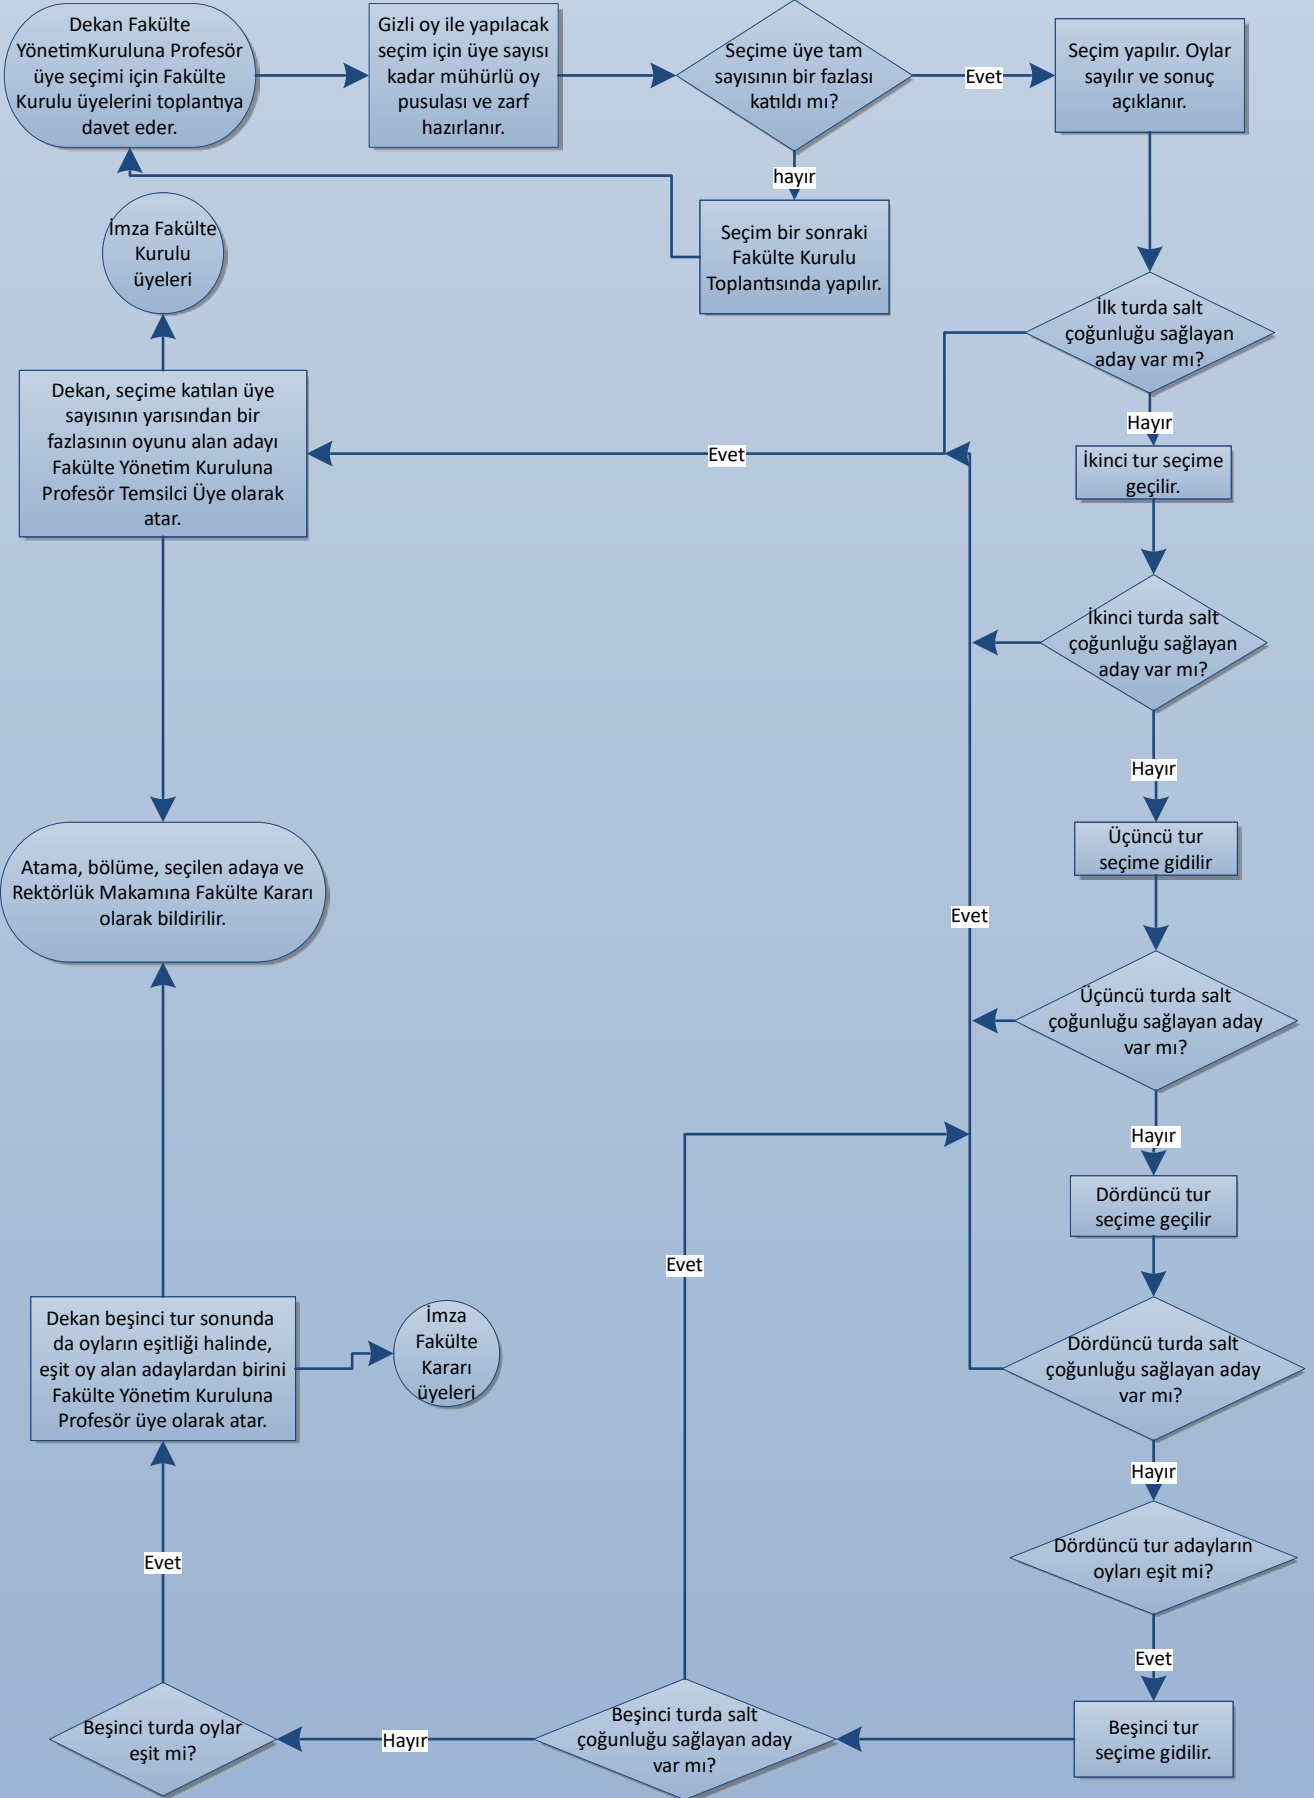 Dekan Fakülte
YönetimKuruluna Profesör
üye seçimi için Fakülte
Kurulu üyelerini toplantıya
davet eder.
Gizli oy ile yapılacak
seçim için üye sayısı
kadar mühürlü oy
pusulası ve zarf
hazırlanır.
Seçime üye tam
sayısının bir fazlası
katıldı mı?
Evet
Seçim yapılır. Oylar
sayılır ve sonuç
açıklanır.
hayır
Seçim bir sonraki
Fakülte Kurulu
Toplantısında yapılır.
İmza Fakülte
Kurulu
üyeleri
İlk turda salt
çoğunluğu sağlayan
aday var mı?
Hayır
Dekan, seçime katılan üye
sayısının yarısından bir
fazlasının oyunu alan adayı
Fakülte Yönetim Kuruluna
Profesör Temsilci Üye olarak
atar.
Evet
İkinci tur seçime
geçilir.
İkinci turda salt
çoğunluğu sağlayan
aday var mı?
Hayır
Üçüncü tur
seçime gidilir
Atama, bölüme, seçilen adaya ve
Rektörlük Makamına Fakülte Kararı
olarak bildirilir.
Evet
Üçüncü turda salt
çoğunluğu sağlayan aday
var mı?
Hayır
Dördüncü tur
seçime geçilir
Evet
Dekan beşinci tur sonunda
da oyların eşitliği halinde,
eşit oy alan adaylardan birini
Fakülte Yönetim Kuruluna
Profesör üye olarak atar.
İmza
Fakülte
Kararı
üyeleri
Dördüncü turda salt
çoğunluğu sağlayan aday
var mı?
Hayır
Dördüncü tur adayların
oyları eşit mi?
Evet
Evet
Beşinci turda oylar
eşit mi?
Hayır
Beşinci turda salt
çoğunluğu sağlayan aday
var mı?
Beşinci tur
seçime gidilir.